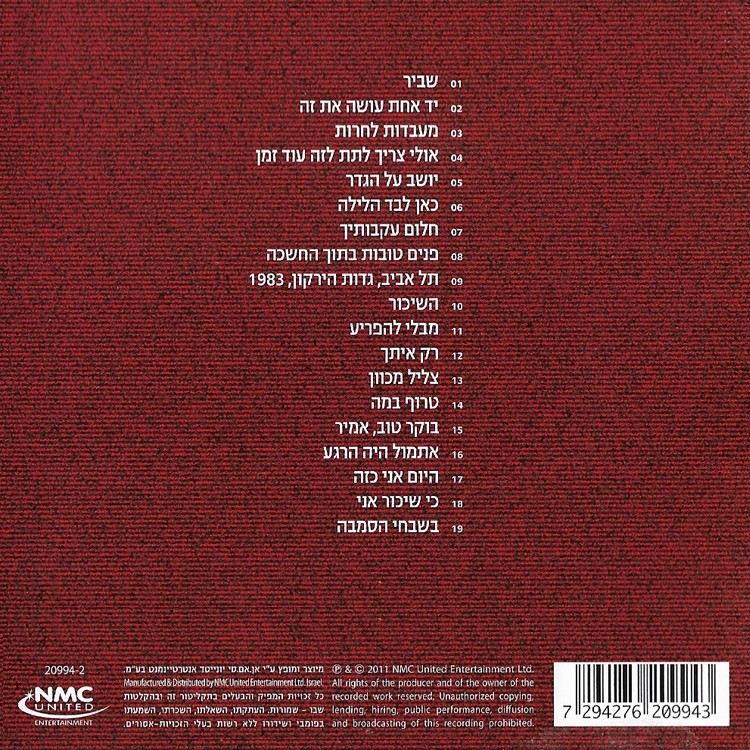 01 שביר
02 יד אחת עושה את זה
03 מעבדות לחרות
04 אולי צריך לתת לזה עוד זמן
05 יושב על הגדר
06 כאן לבד הלילה
07 חלום עקבותיך
08 פנים טובות בתוך החשכה
09 תל אביב, גדות הירקון, 1983
10 השיכור
11 מבלי להפריע
12 רק איתך
13 צליל מכוון
14 טרוף במה
15 בוקר טוב, אמיר
16 אתמול היה הרגע
17 היום אני כזה
18 כי שיכור אני
19 בשבחי הסמבה
20994-2
NMC
UNITED
ENTERTAINMENT
מיוצר ומופץ ע"י אן.אמ.סי יונייטד אנטרטיינמנט בע"מ.
Manufactured & Distributed by NMC United Entertainment Ltd. Israel.
כל זכויות המפיק והבעלים בתקליטור זה ובהקלטות
שבו - שמורות. העתקתו, השאלתו, השכרתו, השמעתו
בפומבי ושידורו ללא רשות בעלי הזכויות-אסורים.
℗ & © 2011 NMC United Entertainment Ltd.
All rights of the producer and of the owner of the
recorded work reserved. Unauthorized copying,
lending, hiring, public performance, diffusion
and broadcasting of this recording prohibited.
7 294276 209943